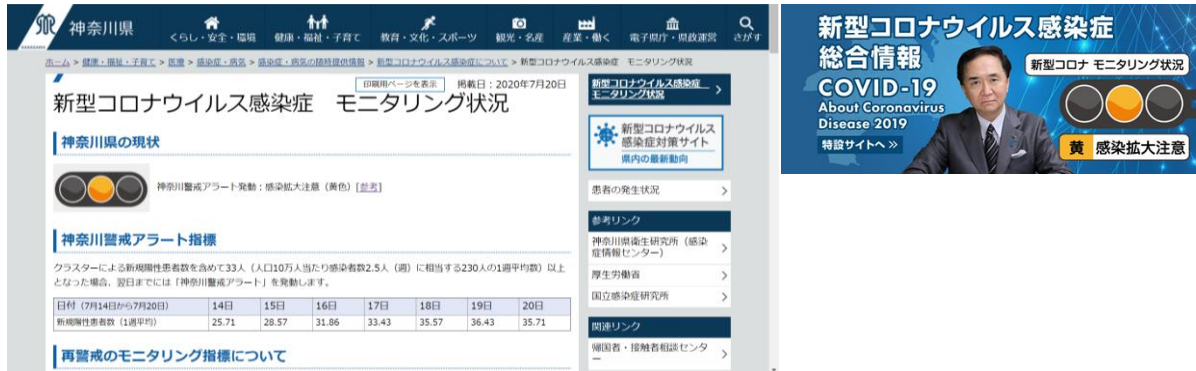 神奈川県
くらし・安全・環境
健康・福祉・子育て
教育・文化・スポーツ
観光・名産
産業・働く
電子県庁・県政運営
さがす
ホーム > 健康・福祉・子育て > 医療 > 感染症・病気 > 感染症・病気の随時提供情報 > 新型コロナウイルス感染症について > 新型コロナウイルス感染症 モニタリング状況
印刷用ページを表示 掲載日：2020年7月20日
新型コロナウイルス感染症 モニタリング状況
神奈川県の現状
神奈川警戒アラート発動：感染拡大注意（黄色）[参考]
神奈川警戒アラート指標
クラスターによる新規陽性患者数を含めて33人（人口10万人当たり感染者数2.5人（週）に相当する230人の1週平均数）以上
となった場合、翌日までには「神奈川警戒アラート」を発動します。
日付（7月14日から7月20日） 14日 15日 16日 17日 18日 19日 20日
新規陽性患者数（1週平均） 25.71 28.57 31.86 33.43 35.57 36.43 35.71
再警戒のモニタリング指標について
新型コロナウイルス感染症
モニタリング状況
新型コロナウイルス
感染症対策サイト
県内の最新動向
患者の発生状況
参考リンク
神奈川県衛生研究所（感染
症情報センター）
厚生労働省
国立感染症研究所
関連リンク
帰国者・接触者相談センタ
ー
新型コロナウイルス感染症
総合情報
COVID-19
About Coronavirus
Disease 2019
特設サイトへ »
新型コロナ モニタリング状況
黄 感染拡大注意